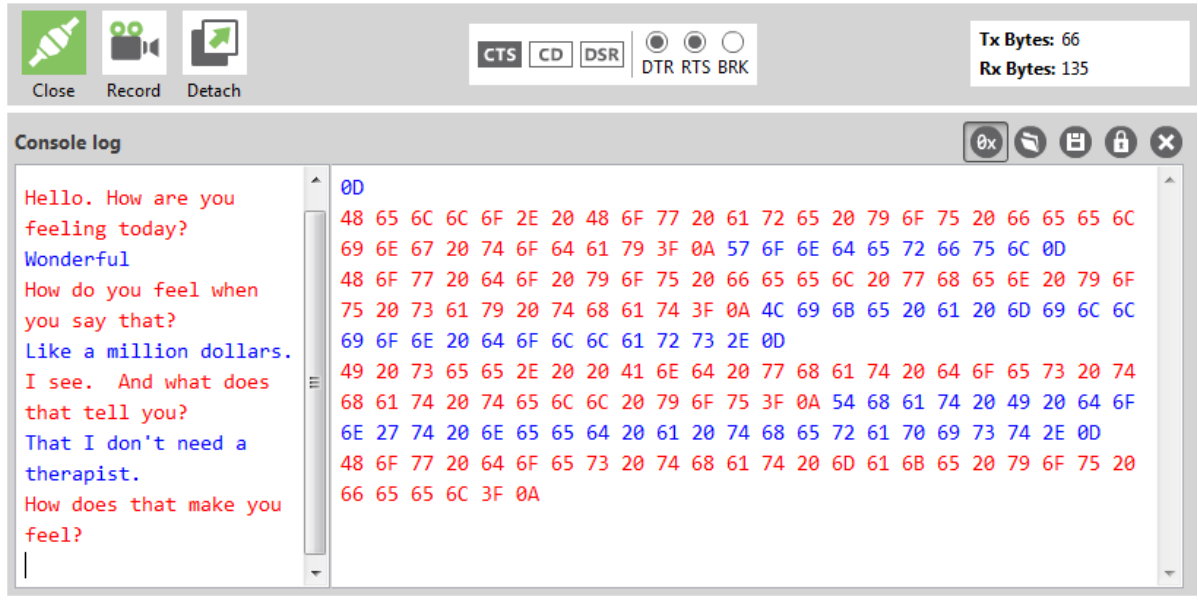 Close Record Detach
CTS CD DSR
DTR RTS BRK
Tx Bytes: 66
Rx Bytes: 135
Console log
0x
Hello. How are you
feeling today?
Wonderful
How do you feel when
you say that?
Like a million dollars.
I see.  And what does
that tell you?
That I don't need a
therapist.
How does that make you
feel?
0D
48 65 6C 6C 6F 2E 20 48 6F 77 20 61 72 65 20 79 6F 75 20 66 65 65 6C
69 6E 67 20 74 6F 64 61 79 3F 0A 57 6F 6E 64 65 72 66 75 6C 0D
48 6F 77 20 64 6F 20 79 6F 75 20 66 65 65 6C 20 77 68 65 6E 20 79 6F
75 20 73 61 79 20 74 68 61 74 3F 0A 4C 69 6B 65 20 61 20 6D 69 6C 6C
69 6F 6E 20 64 6F 6C 6C 61 72 73 2E 0D
49 20 73 65 65 2E 20 20 41 6E 64 20 77 68 61 74 20 64 6F 65 73 20 74
68 61 74 20 74 65 6C 6C 20 79 6F 75 3F 0A 54 68 61 74 20 49 20 64 6F
6E 27 74 20 6E 65 65 64 20 61 20 74 68 65 72 61 70 69 73 74 2E 0D
48 6F 77 20 64 6F 65 73 20 74 68 61 74 20 6D 61 6B 65 20 79 6F 75 20
66 65 65 6C 3F 0A